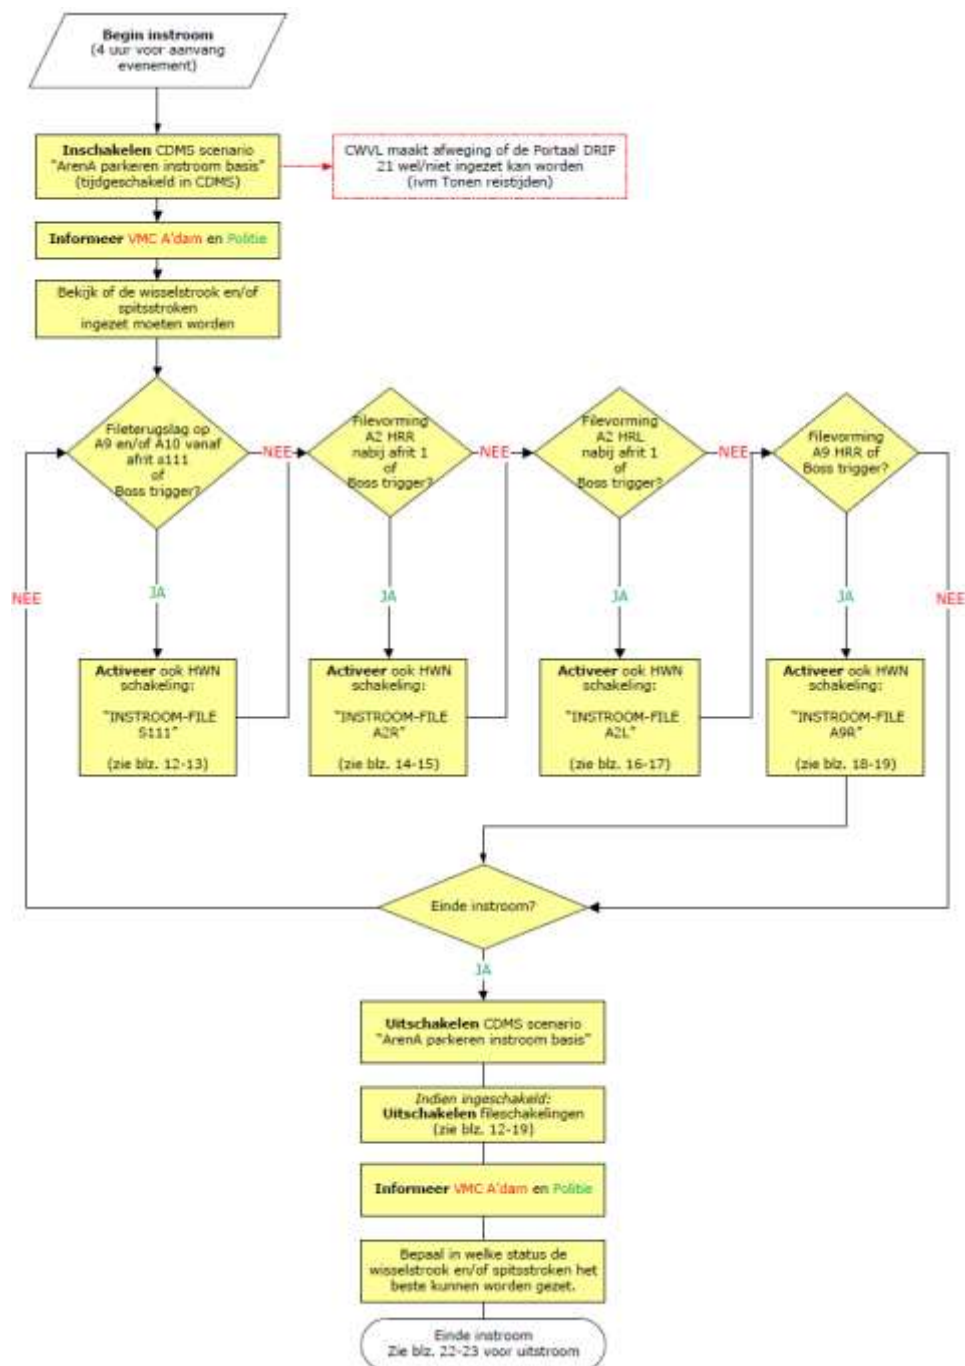 Begin instroom
(4 uur voor aanvang
evenement)
Inschakelen CDMS scenario
"ArenA parkeren instroom basis"
(tijdgeschakeld in CDMS)
CWVL maakt afweging of de Portaal DRIP
21 wel/niet ingezet kan worden
(ivm Tonen reistijden)
Informeer VMC A'dam en Politie
Bekijk of de wisselstrook en/of
spitsstroken
ingezet moeten worden
Fileterugslag op
A9 en/of A10 vanaf
afrit s111
of
Boss trigger?
NEE
Filevorming
A2 HRR
nabij afrit 1
of
Boss trigger?
NEE
Filevorming
A2 HRL
nabij afrit 1
of
Boss trigger?
NEE
Filevorming
A9 HRR of
Boss trigger?
NEE
JA
JA
JA
JA
NEE
Activeer ook HWN
schakeling:
"INSTROOM-FILE
S111"
(zie blz. 12-13)
Activeer ook HWN
schakeling:
"INSTROOM-FILE
A2R"
(zie blz. 14-15)
Activeer ook HWN
schakeling:
"INSTROOM-FILE
A2L"
(zie blz. 16-17)
Activeer ook HWN
schakeling:
"INSTROOM-FILE
A9R"
(zie blz. 18-19)
Einde instroom?
JA
Uitschakelen CDMS scenario
"ArenA parkeren instroom basis"
Indien ingeschakeld:
Uitschakelen fileschakelingen
(zie blz. 12-19)
Informeer VMC A'dam en Politie
Bepaal in welke status de
wisselstrook en/of spitsstroken het
beste kunnen worden gezet.
Einde instroom
Zie blz. 22-23 voor uitstroom